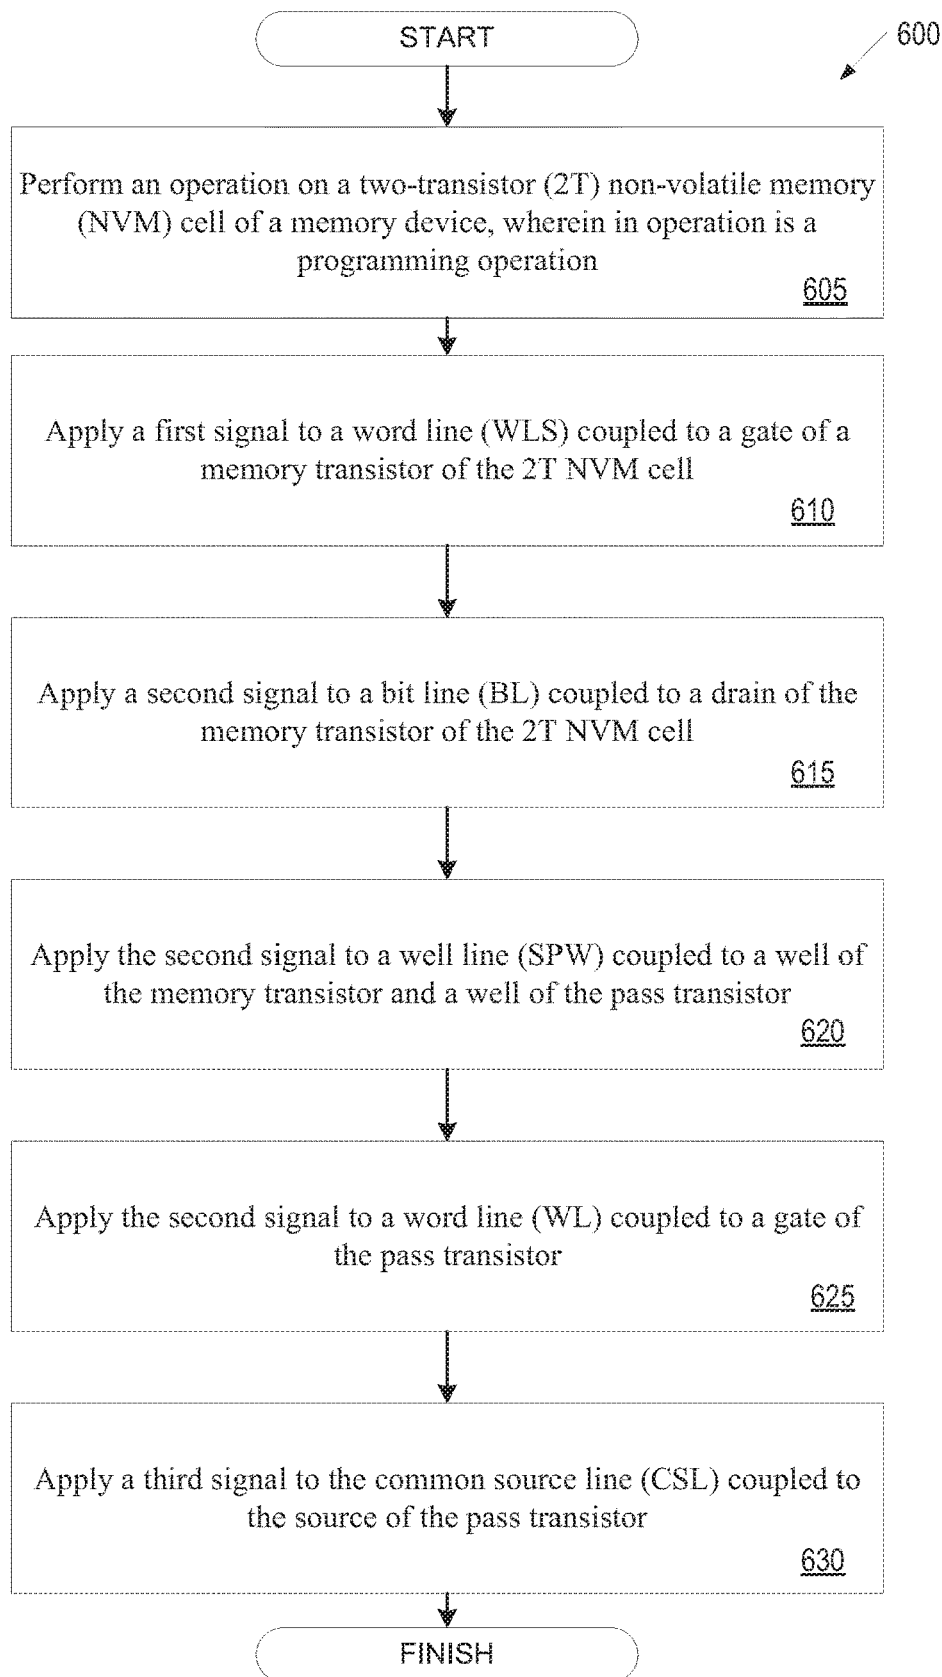 START
600
Perform an operation on a two-transistor (2T) non-volatile memory
(NVM) cell of a memory device, wherein in operation is a
programming operation
605
Apply a first signal to a word line (WLS) coupled to a gate of a
memory transistor of the 2T NVM cell
610
Apply a second signal to a bit line (BL) coupled to a drain of the
memory transistor of the 2T NVM cell
615
Apply the second signal to a well line (SPW) coupled to a well of
the memory transistor and a well of the pass transistor
620
Apply the second signal to a word line (WL) coupled to a gate of
the pass transistor
625
Apply a third signal to the common source line (CSL) coupled to
the source of the pass transistor
630
FINISH